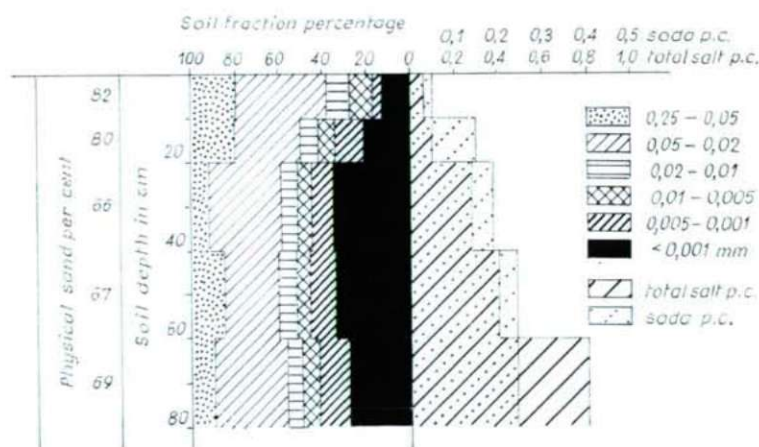 Soil fraction percentage
0,1 0,2 0,3 0,4 0,5 sada p.c.
100 80 60 40 20 0 0,2 0,4 0,6 0,8 1,0 total salt p.c.
82
80
66
67
69
Physical sand per cent
20
40
60
80
Soil depth in cm
0,25 – 0,05
0,05 – 0,02
0,02 – 0,01
0,01 – 0,005
0,005 – 0,001
< 0,001 mm
total salt p.c.
sada p.c.